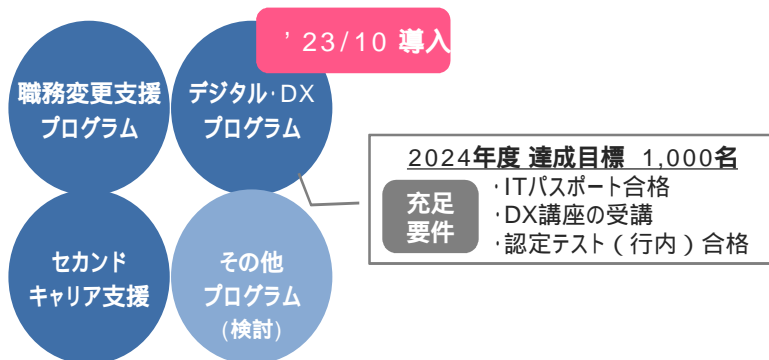 ’23/10 導入
職務変更支援
プログラム
デジタル・DX
プログラム
2024年度 達成目標 1,000名
充足
要件
・ITパスポート合格
・DX講座の受講
・認定テスト（行内）合格
セカンド
キャリア支援
その他
プログラム
(検討)